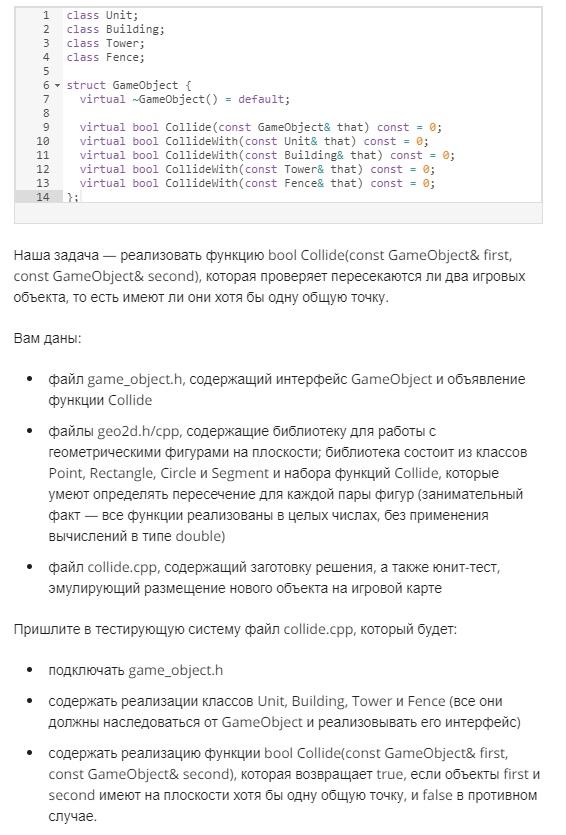 1 class Unit;
2 class Building;
3 class Tower;
4 class Fence;
5
6 struct GameObject {
7 virtual ~GameObject() = default;
8
9 virtual bool Collide(const GameObject& that) const = 0;
10 virtual bool CollideWith(const Unit& that) const = 0;
11 virtual bool CollideWith(const Building& that) const = 0;
12 virtual bool CollideWith(const Tower& that) const = 0;
13 virtual bool CollideWith(const Fence& that) const = 0;
14 };
Наша задача — реализовать функцию bool Collide(const GameObject& first,
const GameObject& second), которая проверяет пересекаются ли два игровых
объекта, то есть имеют ли они хотя бы одну общую точку.
Вам даны:
• файл game_object.h, содержащий интерфейс GameObject и объявление
функции Collide
• файлы geo2d.h/cpp, содержащие библиотеку для работы с
геометрическими фигурами на плоскости; библиотека состоит из классов
Point, Rectangle, Circle и Segment и набора функций Collide, которые
умеют определять пересечение для каждой пары фигур (занимательный
факт — все функции реализованы в целых числах, без применения
вычислений в типе double)
• файл collide.cpp, содержащий заготовку решения, а также юнит-тест,
эмулирующий размещение нового объекта на игровой карте
Пришлите в тестирующую систему файл collide.cpp, который будет:
• подключать game_object.h
• содержать реализации классов Unit, Building, Tower и Fence (все они
должны наследоваться от GameObject и реализовывать его интерфейс)
• содержать реализацию функции bool Collide(const GameObject& first,
const GameObject& second), которая возвращает true, если объекты first и
second имеют на плоскости хотя бы одну общую точку, и false в противном
случае.